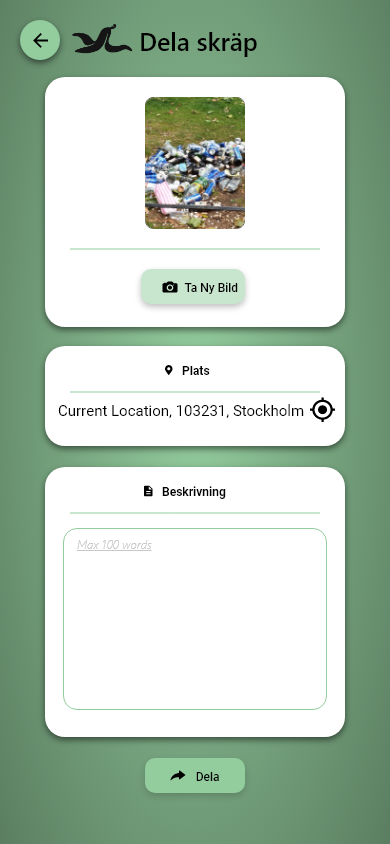 Dela skräp
Ta Ny Bild
Plats
Current Location, 103231, Stockholm
Beskrivning
Max 100 words
Dela